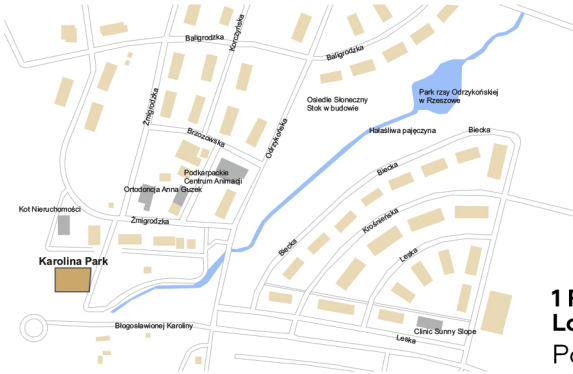 Baligrodzka
Korczyńska
Baligrodzka
Żmigrodzka
Park rzsy Odrzykońskiej
w Rzeszowe
Osiedle Słoneczny
Stok w budowie
Odrzykońska
Brzozowska
Hałaśliwa pajęczyna
Biecka
Podkarpackie
Centrum Animacji
Biecka
Ortodoncja Anna Guzek
Kot Nieruchomości
Żmigrodzka
Krośnieńska
Biecka
Leska
Karolina Park
Błogosławionej Karoliny
Clinic Sunny Slope
Leska
1
Lo
Po